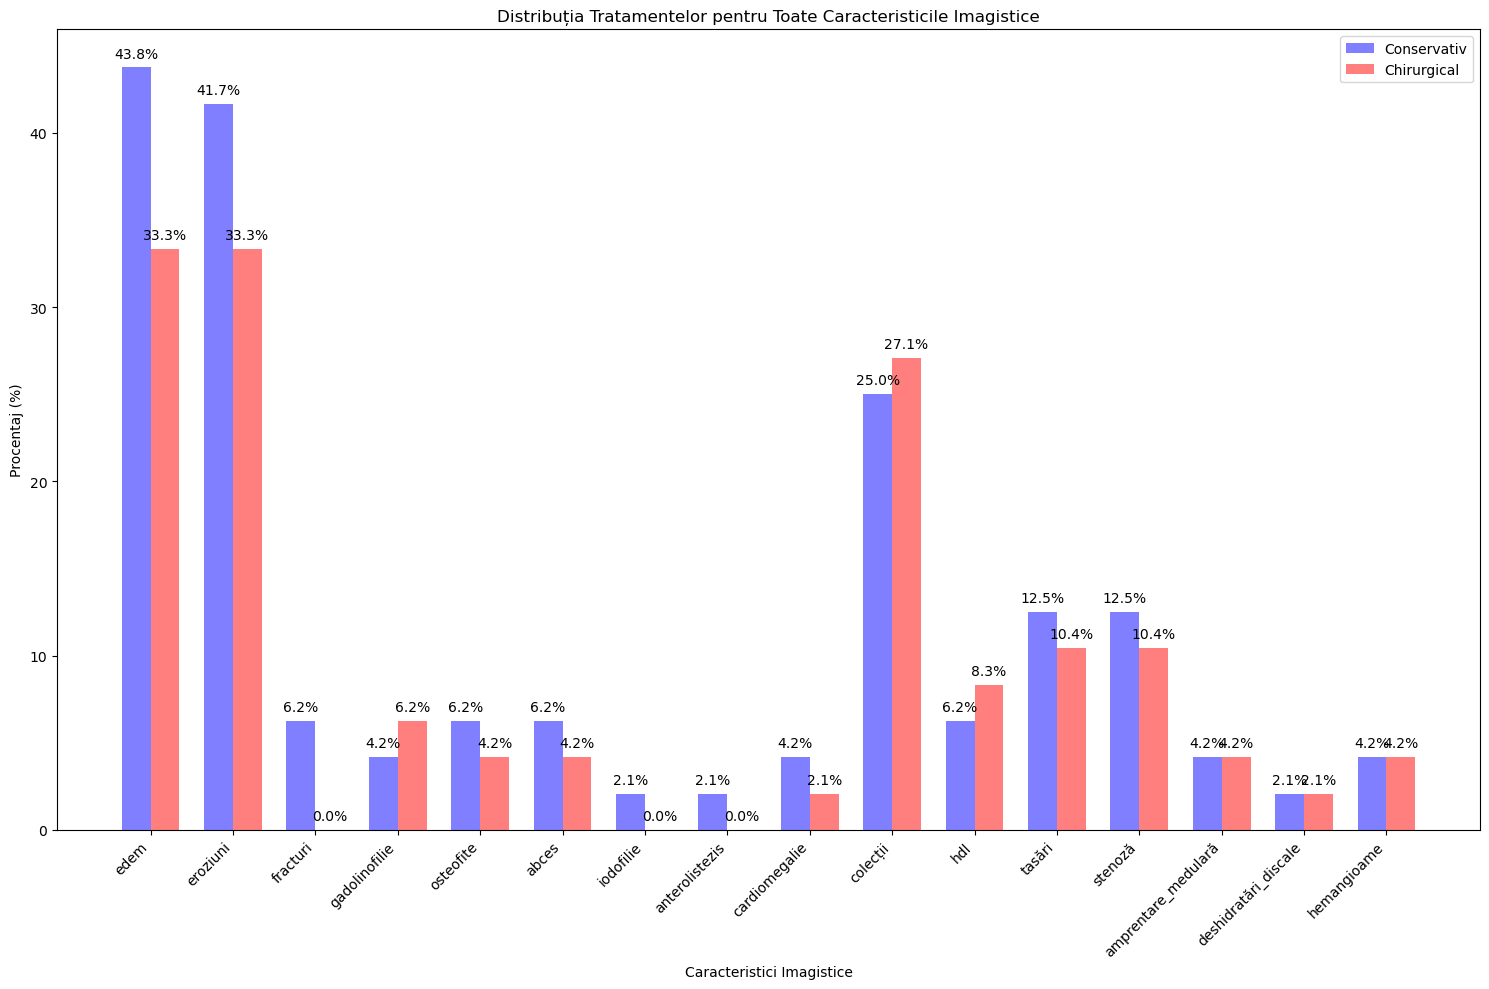 Distribuția Tratamentelor pentru Toate Caracteristicile Imagistice
Conservativ
Chirurgical
Procentaj (%)
40
30
20
10
0
43.8%
33.3%
41.7%
33.3%
6.2%
0.0%
4.2%
6.2%
6.2%
4.2%
6.2%
4.2%
2.1%
0.0%
2.1%
0.0%
4.2%
2.1%
25.0%
27.1%
6.2%
8.3%
12.5%
10.4%
12.5%
10.4%
4.2%
4.2%
2.1%
2.1%
4.2%
4.2%
edem
eroziuni
fracturi
gadolinofilie
osteofite
abces
iodofilie
anterolistezis
cardiomegalie
colecții
hdl
tasări
stenoză
amprentare_medulară
deshidratări_discale
hemangioame
Caracteristici Imagistice